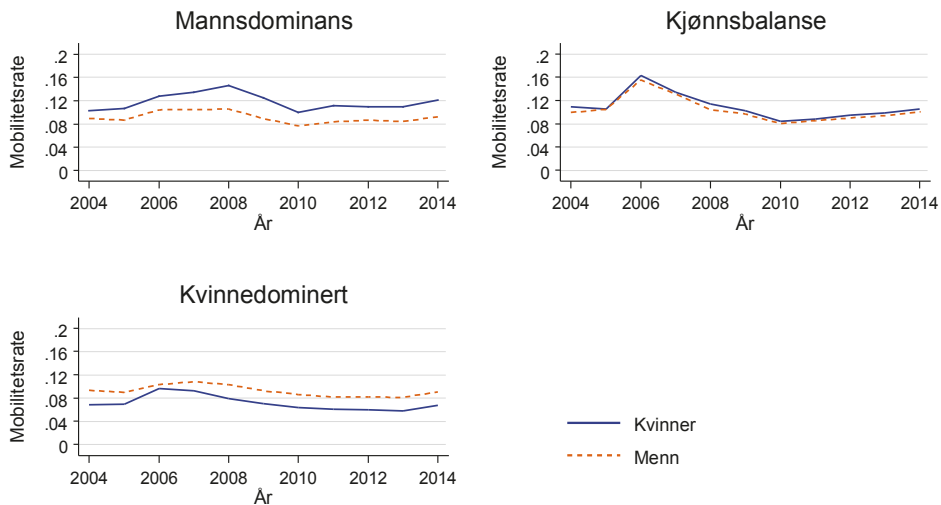 Mannsdominans
Mobilitetsrate
.2
.16
.12
.08
.04
0
2004 2006 2008 2010 2012 2014
År
Kjønnsbalanse
Mobilitetsrate
.2
.16
.12
.08
.04
0
2004 2006 2008 2010 2012 2014
År
Kvinnedominert
Mobilitetsrate
.2
.16
.12
.08
.04
0
2004 2006 2008 2010 2012 2014
År
Kvinner
Menn